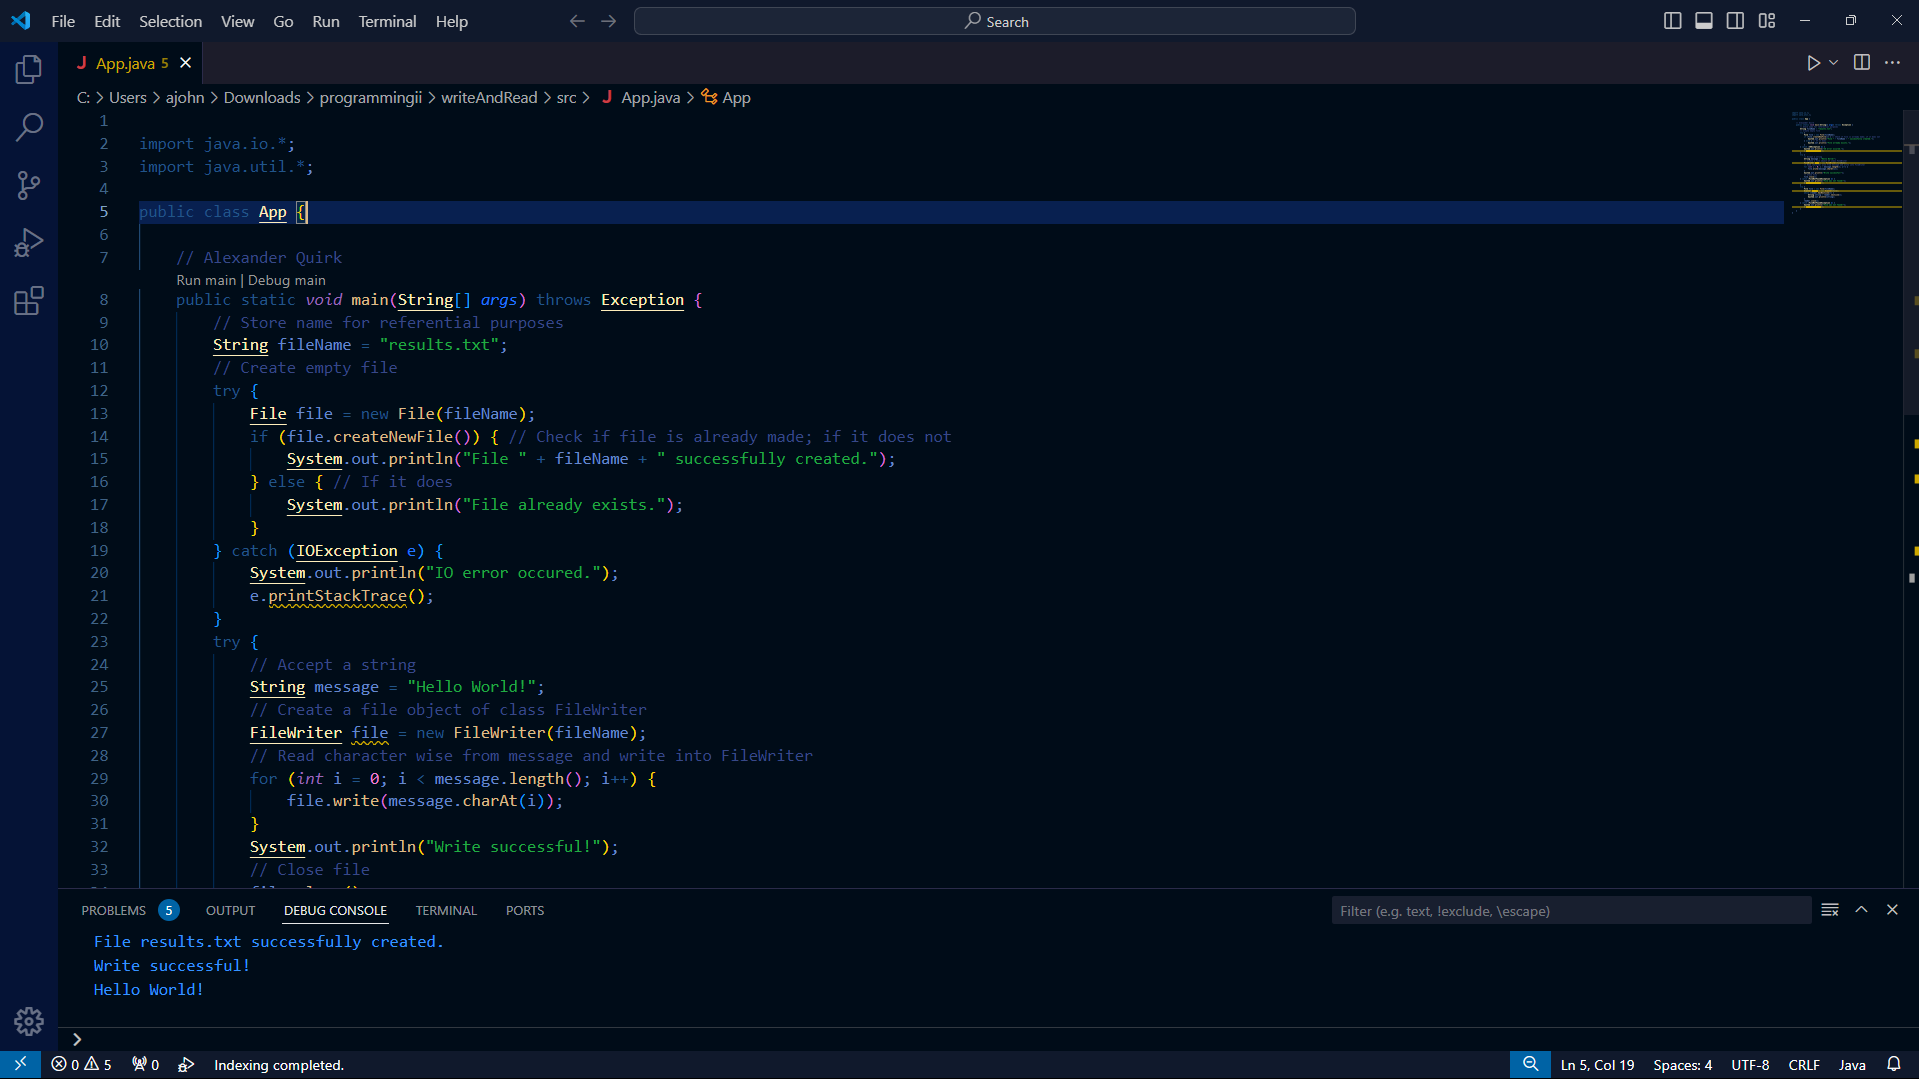 File Edit Selection View Go Run Terminal Help Search
App.java 5
C: > Users > ajohn > Downloads > programmingii > writeAndRead > src > J App.java > App
1
2 import java.io.*;
3 import java.util.*;
4
5 public class App {
6
7 // Alexander Quirk
Run main | Debug main
8 public static void main(String[] args) throws Exception {
9 // Store name for referential purposes
10 String fileName = "results.txt";
11 // Create empty file
12 try {
13 File file = new File(fileName);
14 if (file.createNewFile()) { // Check if file is already made; if it does not
15 System.out.println("File " + fileName + " successfully created.");
16 } else { // If it does
17 System.out.println("File already exists.");
18 }
19 } catch (IOException e) {
20 System.out.println("IO error occured.");
21 e.printStackTrace();
22 }
23 try {
24 // Accept a string
25 String message = "Hello World!";
26 // Create a file object of class FileWriter
27 FileWriter file = new FileWriter(fileName);
28 // Read character wise from message and write into FileWriter
29 for (int i = 0; i < message.length(); i++) {
30 file.write(message.charAt(i));
31 }
32 System.out.println("Write successful!");
33 // Close file
PROBLEMS 5 OUTPUT DEBUG CONSOLE TERMINAL PORTS Filter (e.g. text, !exclude, \escape)
File results.txt successfully created.
Write successful!
Hello World!
0 5 0 Indexing completed. Ln 5, Col 19 Spaces: 4 UTF-8 CRLF Java